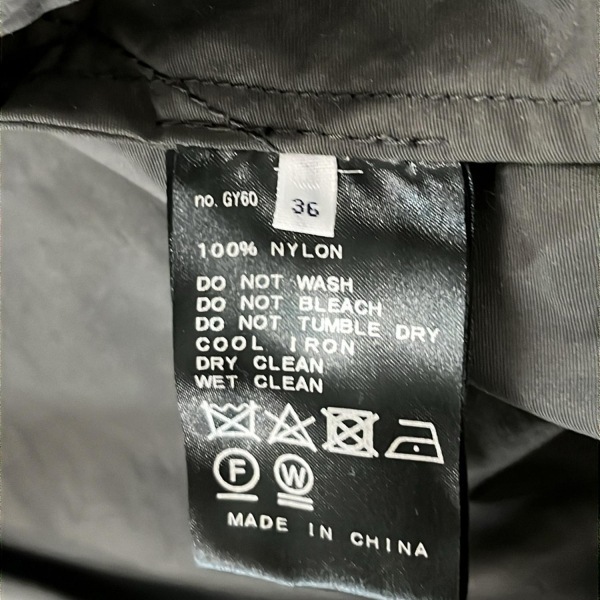 no. GY60
36
100% NYLON
DO NOT WASH
DO NOT BLEACH
DO NOT TUMBLE DRY
COOL IRON
DRY CLEAN
WET CLEAN
F W
MADE IN CHINA